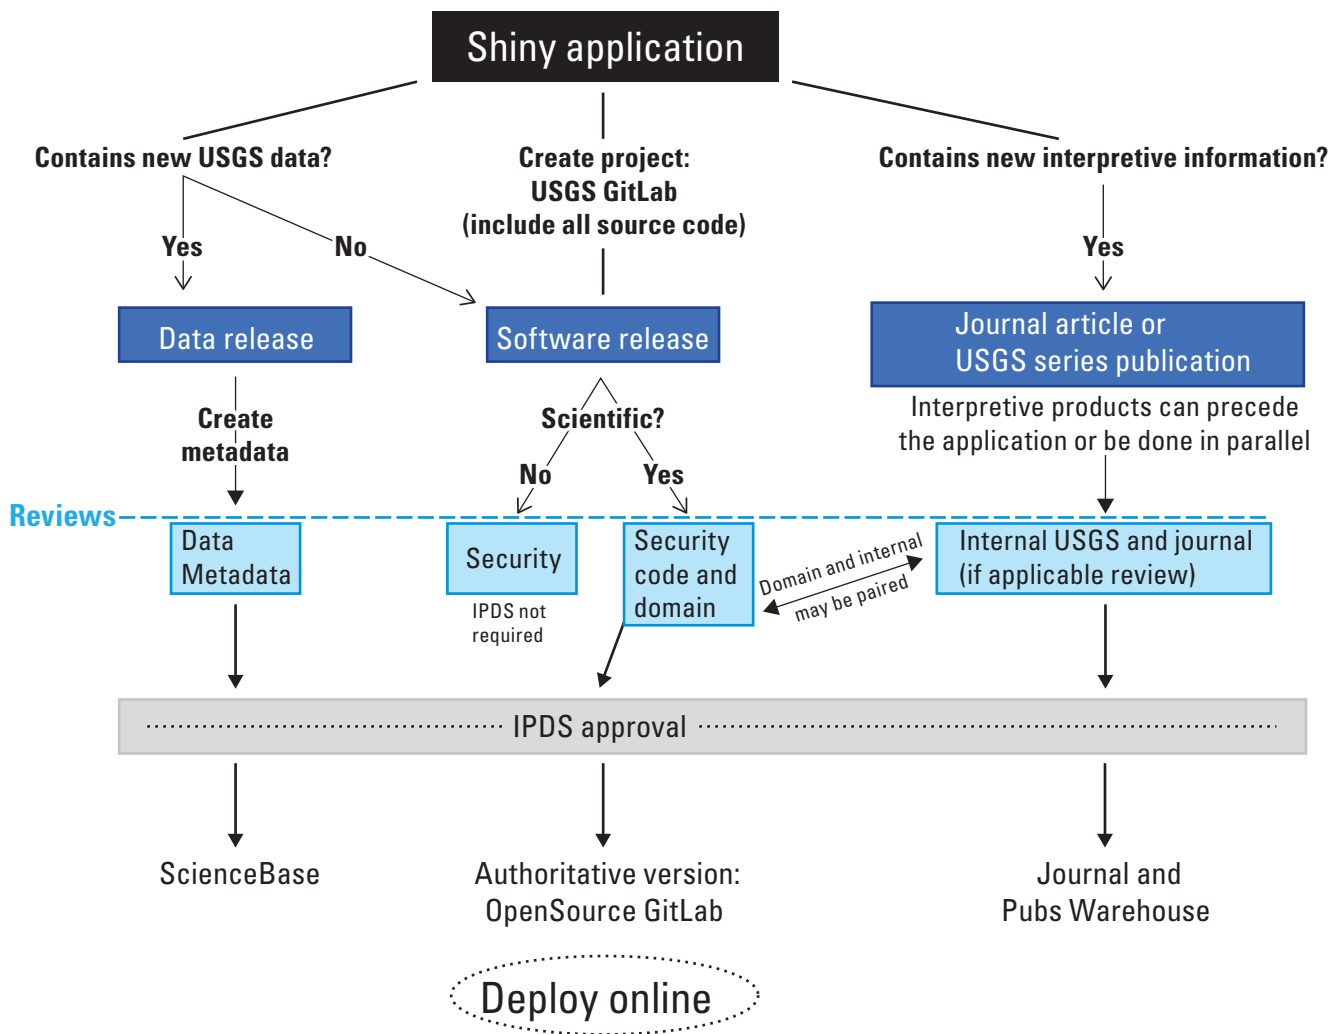 Shiny application
Contains new USGS data?
Create project:
USGS GitLab
(include all source code)
Contains new interpretive information?
Yes
No
Yes
Data release
Software release
Journal article or
USGS series publication
Create
metadata
Scientific?
No
Yes
Interpretive products can precede
the application or be done in parallel
Reviews
Data
Metadata
Security
IPDS not
required
Security
code and
domain
Domain and internal
may be paired
Internal USGS and journal
(if applicable review)
IPDS approval
ScienceBase
Authoritative version:
OpenSource GitLab
Journal and
Pubs Warehouse
Deploy online